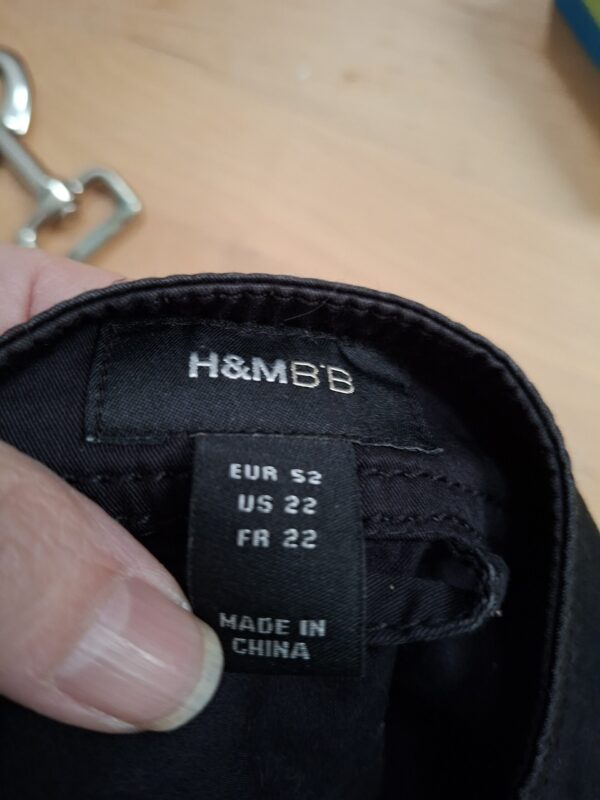 H&MB'B
EUR 52
US 22
FR 22
MADE IN
CHINA